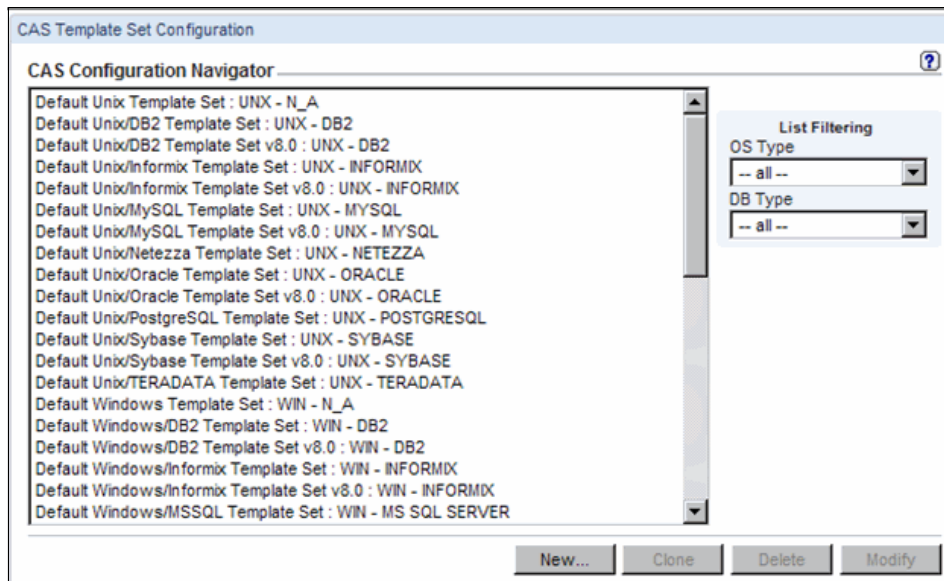 CAS Template Set Configuration
CAS Configuration Navigator
?
Default Unix Template Set : UNX - N_A
Default Unix/DB2 Template Set : UNX - DB2
Default Unix/DB2 Template Set v8.0 : UNX - DB2
Default Unix/Informix Template Set : UNX - INFORMIX
Default Unix/Informix Template Set v8.0 : UNX - INFORMIX
Default Unix/MySQL Template Set : UNX - MYSQL
Default Unix/MySQL Template Set v8.0 : UNX - MYSQL
Default Unix/Netezza Template Set : UNX - NETEZZA
Default Unix/Oracle Template Set : UNX - ORACLE
Default Unix/Oracle Template Set v8.0 : UNX - ORACLE
Default Unix/PostgreSQL Template Set : UNX - POSTGRESQL
Default Unix/Sybase Template Set : UNX - SYBASE
Default Unix/Sybase Template Set v8.0 : UNX - SYBASE
Default Unix/TERADATA Template Set : UNX - TERADATA
Default Windows Template Set : WIN - N_A
Default Windows/DB2 Template Set : WIN - DB2
Default Windows/DB2 Template Set v8.0 : WIN - DB2
Default Windows/Informix Template Set : WIN - INFORMIX
Default Windows/Informix Template Set v8.0 : WIN - INFORMIX
Default Windows/MSSQL Template Set : WIN - MS SQL SERVER
List Filtering
OS Type
-- all --
DB Type
-- all --
New...
Clone
Delete
Modify